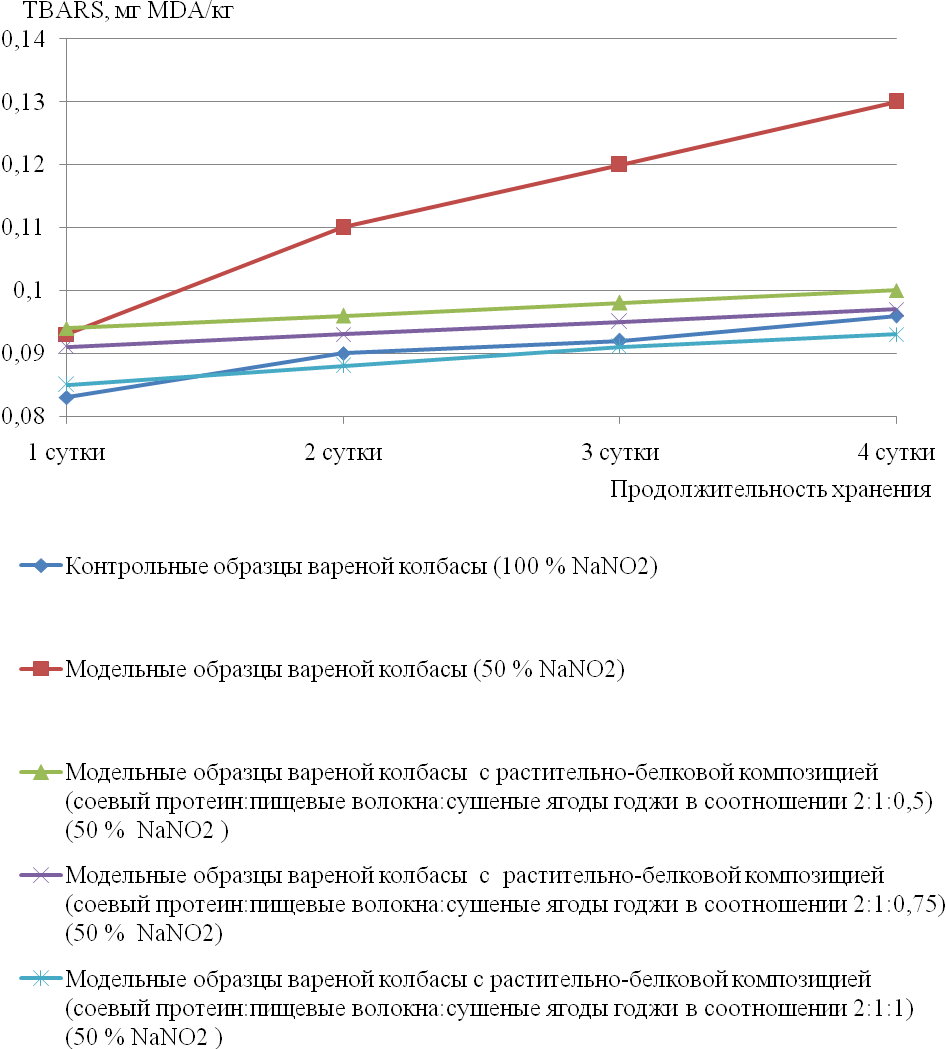 TBARS, мг MDA/кг
0,14
0,13
0,12
0,11
0,1
0,09
0,08
1 сутки 2 сутки 3 сутки 4 сутки
Продолжительность хранения
Контрольные образцы вареной колбасы (100 % NaNO2)
Модельные образцы вареной колбасы (50 % NaNO2)
Модельные образцы вареной колбасы с растительно-белковой композицией
(соевый протеин:пищевые волокна:сушеные ягоды годжи в соотношении 2:1:0,5)
(50 % NaNO2 )
Модельные образцы вареной колбасы с растительно-белковой композицией
(соевый протеин:пищевые волокна:сушеные ягоды годжи в соотношении 2:1:0,75)
(50 % NaNO2)
Модельные образцы вареной колбасы с растительно-белковой композицией
(соевый протеин:пищевые волокна:сушеные ягоды годжи в соотношении 2:1:1)
(50 % NaNO2 )